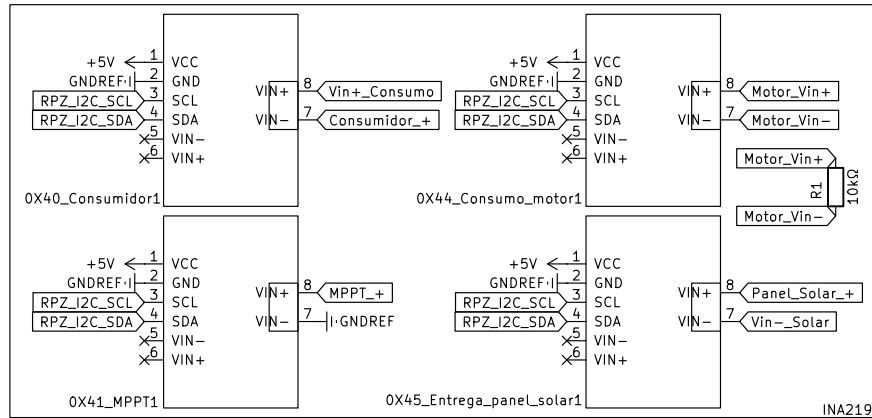 +5V 1 VCC
GNDREF 2 GND
RPZ_I2C_SCL 3 SCL
RPZ_I2C_SDA 4 SDA
5 VIN-
6 VIN+
VIN+ 8 Vin+_Consumo
VIN- 7 Consumidor_+
0X40_Consumidor1
+5V 1 VCC
GNDREF 2 GND
RPZ_I2C_SCL 3 SCL
RPZ_I2C_SDA 4 SDA
5 VIN-
6 VIN+
VIN+ 8 Motor_Vin+
VIN- 7 Motor_Vin-
0X44_Consumo_motor1
Motor_Vin+
R1 10kΩ
Motor_Vin-
+5V 1 VCC
GNDREF 2 GND
RPZ_I2C_SCL 3 SCL
RPZ_I2C_SDA 4 SDA
5 VIN-
6 VIN+
VIN+ 8 MPPT_+
VIN- 7 GNDREF
0X41_MPPT1
+5V 1 VCC
GNDREF 2 GND
RPZ_I2C_SCL 3 SCL
RPZ_I2C_SDA 4 SDA
5 VIN-
6 VIN+
VIN+ 8 Panel_Solar_+
VIN- 7 Vin-_Solar
0X45_Entrega_panel_solar1
INA219